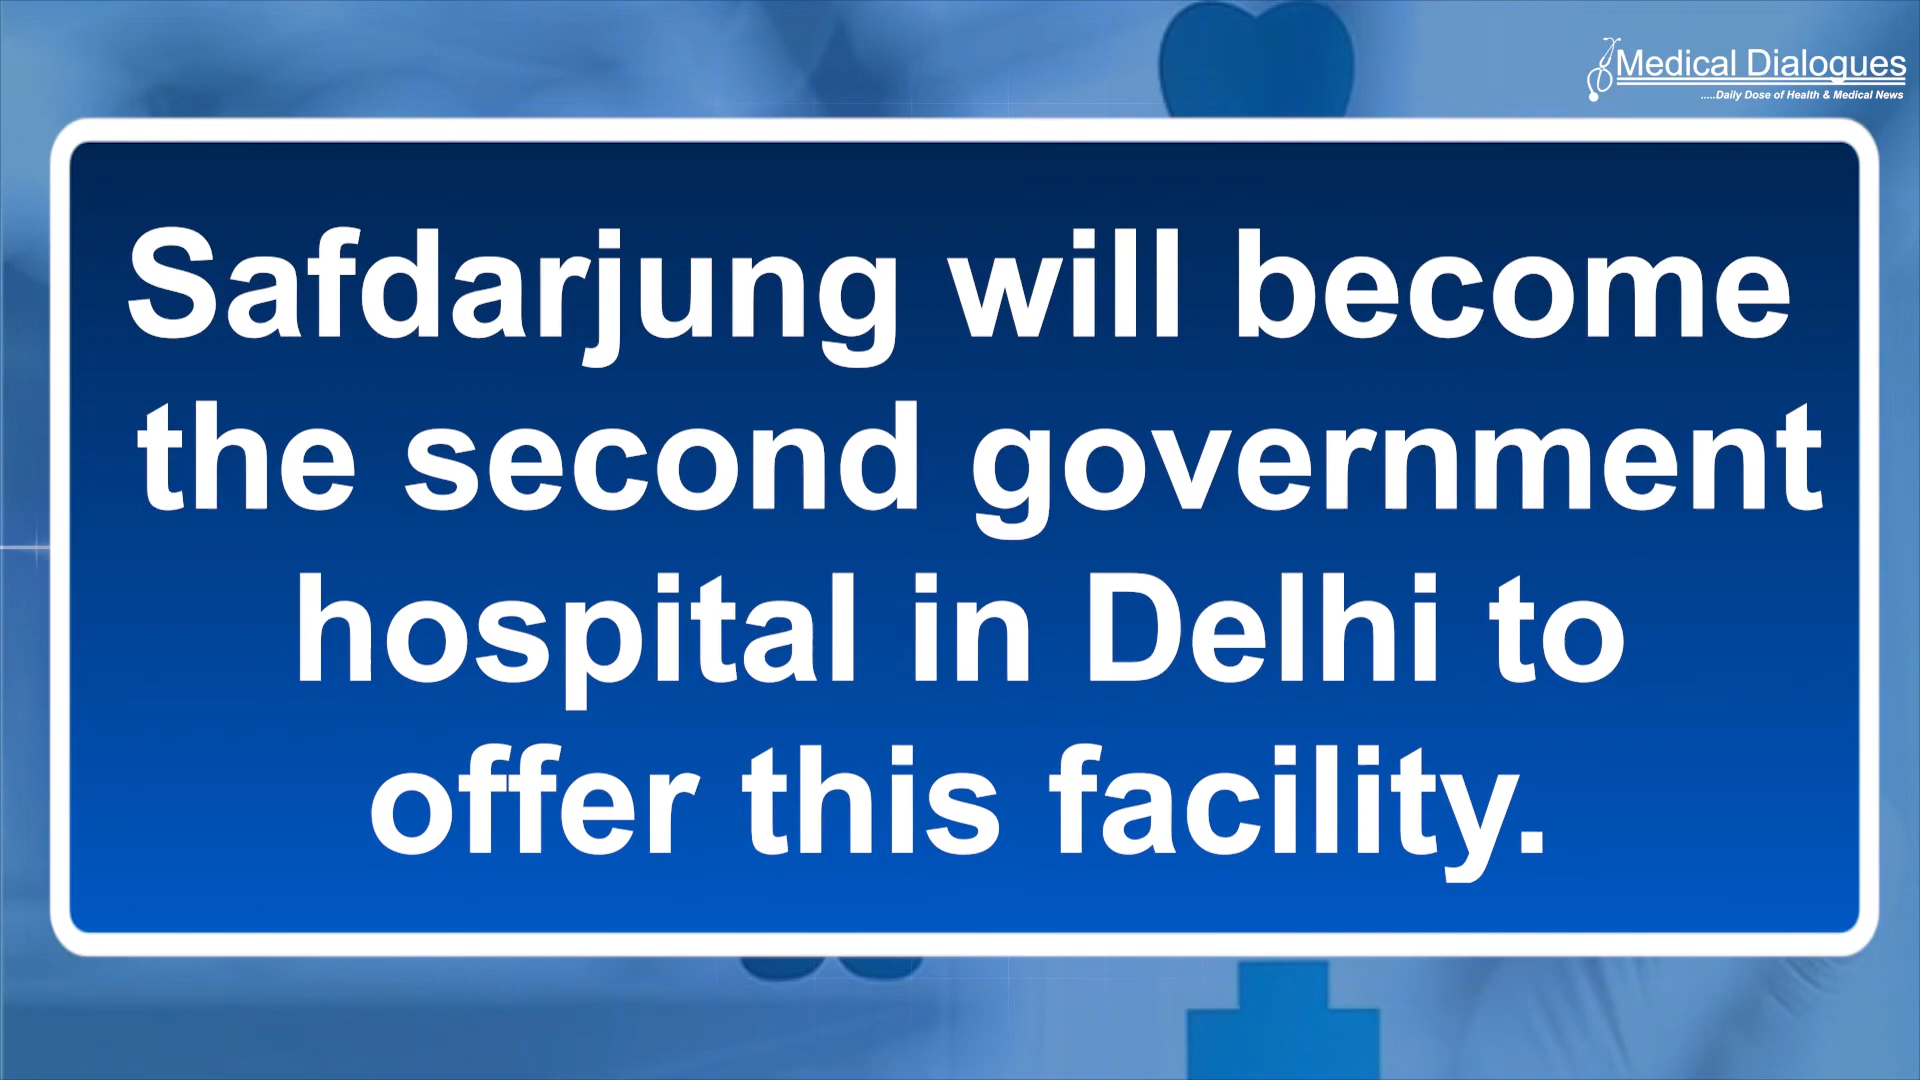 Medical Dialogues
.....Daily Dose of Health & Medical News
Safdarjung will become
the second government
hospital in Delhi to
offer this facility.